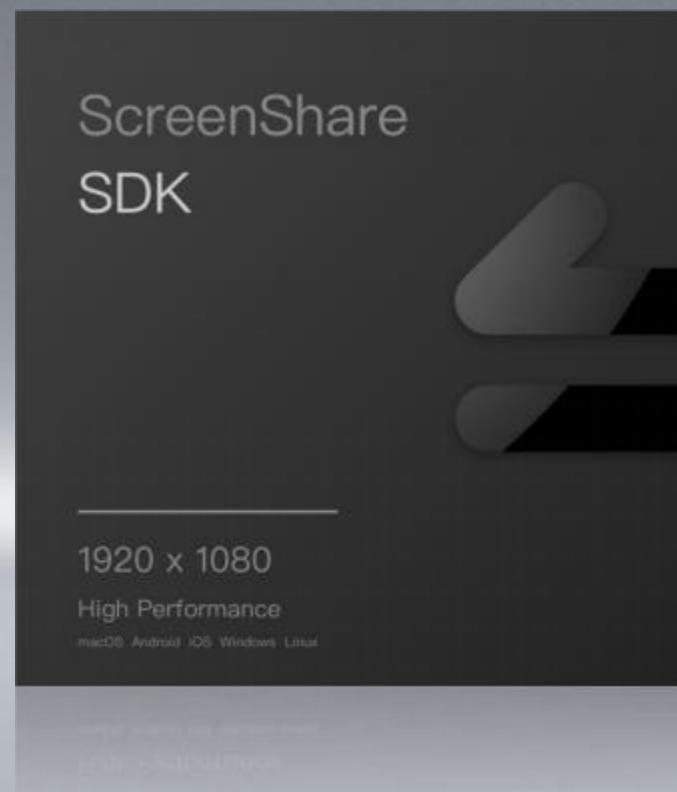 ScreenShare
SDK
1920 x 1080
High Performance
macOS Android iOS Windows Linux